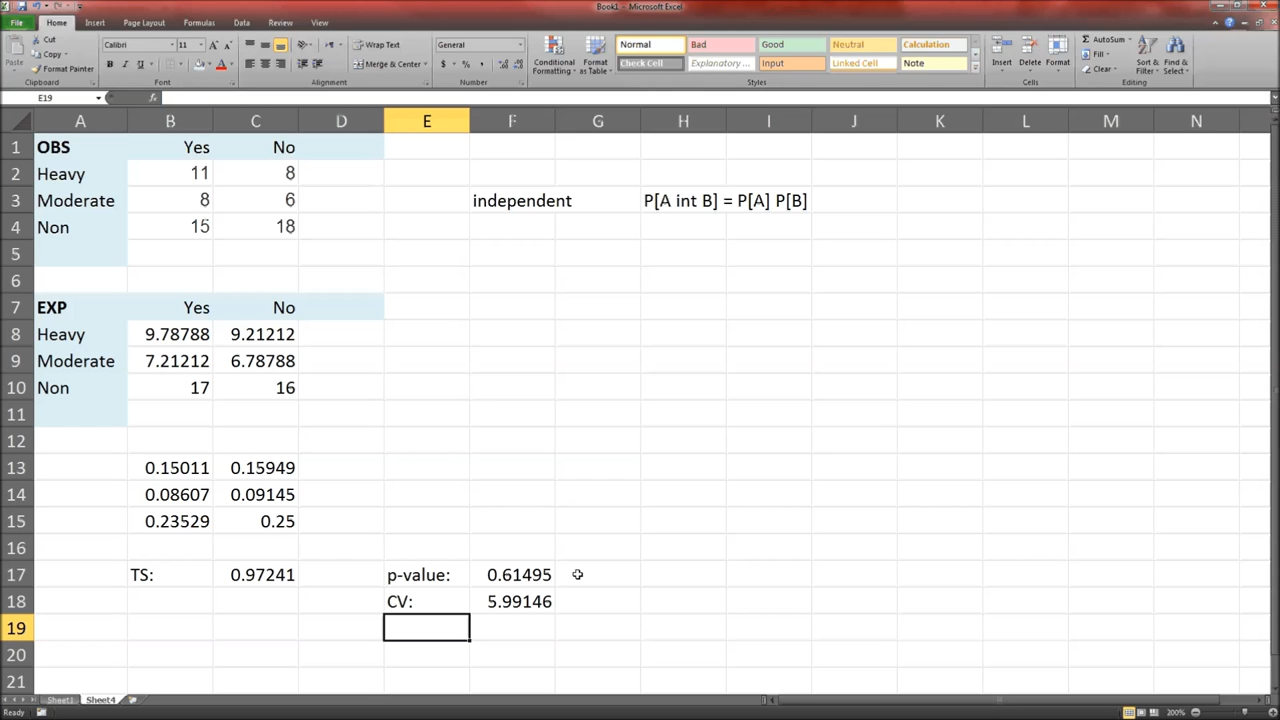 Book1 - Microsoft Excel
File Home Insert Page Layout Formulas Data Review View
Cut
Copy
Format Painter
Paste
Clipboard
Calibri 11
Font
Wrap Text
Merge & Center
Alignment
General
Number
Conditional Formatting
Format as Table
Normal Bad Good Neutral Calculation
Check Cell Explanatory ... Input Linked Cell Note
Styles
Insert Delete Format
Cells
AutoSum
Fill
Clear
Sort & Filter
Find & Select
Editing
E19 fx
A B C D E F G H I J K L M N
1 OBS Yes No
2 Heavy 11 8
3 Moderate 8 6 independent P[A int B] = P[A] P[B]
4 Non 15 18
5
6
7 EXP Yes No
8 Heavy 9.78788 9.21212
9 Moderate 7.21212 6.78788
10 Non 17 16
11
12
13 0.15011 0.15949
14 0.08607 0.09145
15 0.23529 0.25
16
17 TS: 0.97241 p-value: 0.61495
18 CV: 5.99146
19
20
21
Sheet1 Sheet4
Ready 200%